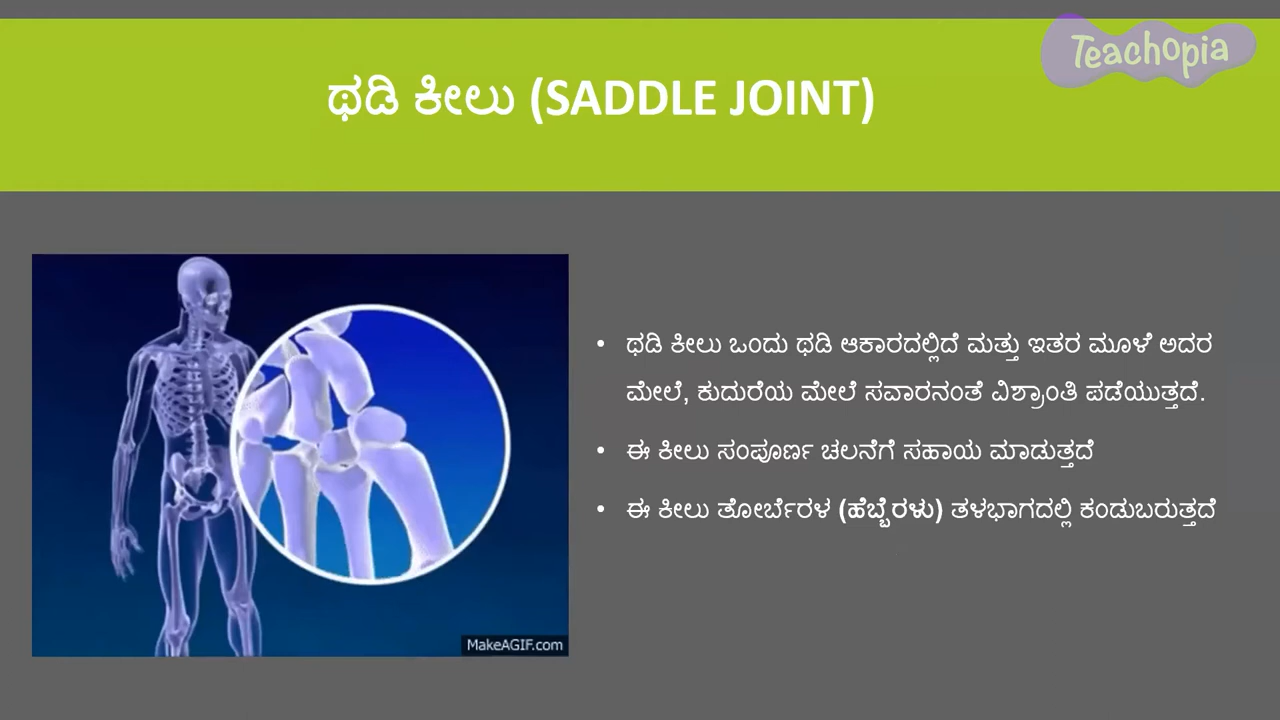 Teachopia
ಥಡಿ ಕೀಲು (SADDLE JOINT)
• ಥಡಿ ಕೀಲು ಒಂದು ಥಡಿ ಆಕಾರದಲ್ಲಿದೆ ಮತ್ತು ಇತರ ಮೂಳೆ ಅದರ
ಮೇಲೆ, ಕುದುರೆಯ ಮೇಲೆ ಸವಾರನಂತೆ ವಿಶ್ರಾಂತಿ ಪಡೆಯುತ್ತದೆ.
• ಈ ಕೀಲು ಸಂಪೂರ್ಣ ಚಲನೆಗೆ ಸಹಾಯ ಮಾಡುತ್ತದೆ
• ಈ ಕೀಲು ತೋರ್ಬೆರಳ (ಹೆಬ್ಬೆರಳು) ತಳಭಾಗದಲ್ಲಿ ಕಂಡುಬರುತ್ತದೆ
MakeAGIF.com